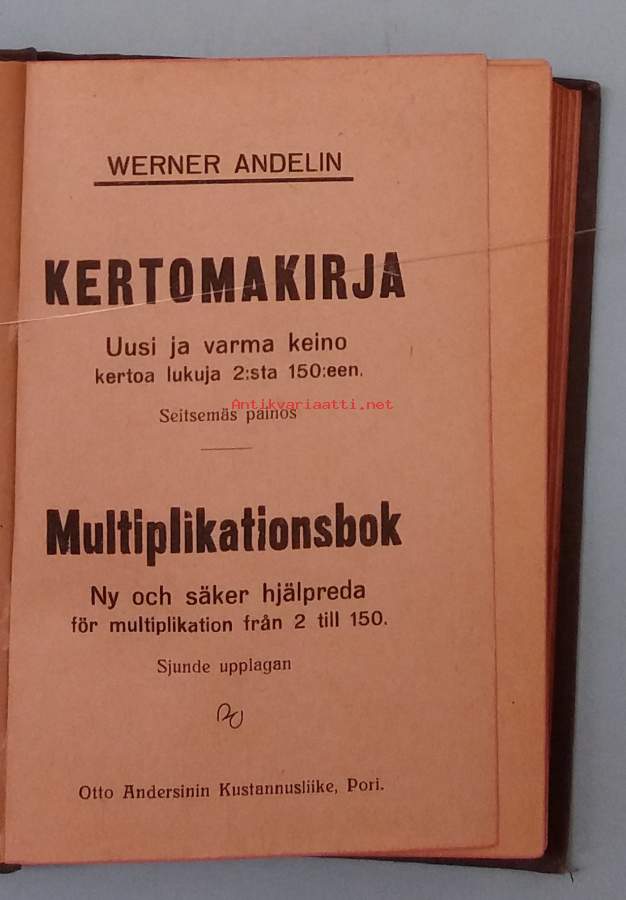 WERNER ANDELIN
KERTOMAKIRJA
Uusi ja varma keino
kertoa lukuja 2:sta 150:een.
Antikvariaatti.net
Seitsemäs painos
Multiplikationsbok
Ny och säker hjälpreda
för multiplikation från 2 till 150.
Sjunde upplagan
Otto Andersinin Kustannusliike, Pori.